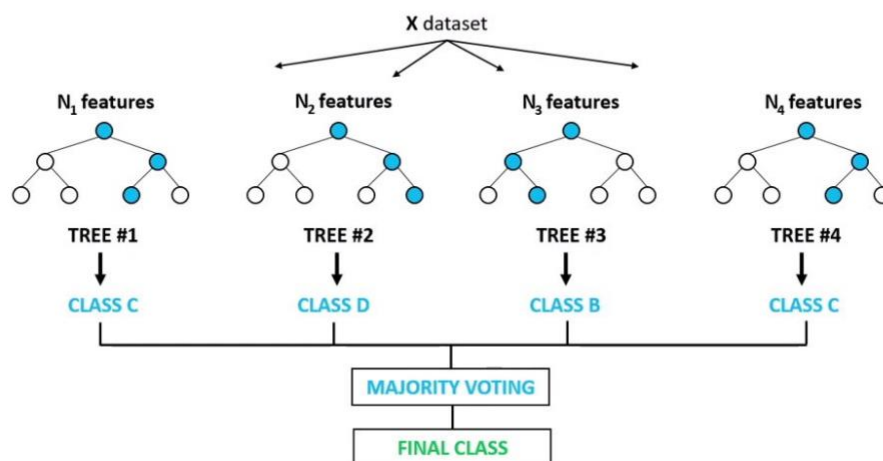 X dataset
N₁ features
N₂ features
N₃ features
N₄ features
TREE #1
TREE #2
TREE #3
TREE #4
CLASS C
CLASS D
CLASS B
CLASS C
MAJORITY VOTING
FINAL CLASS